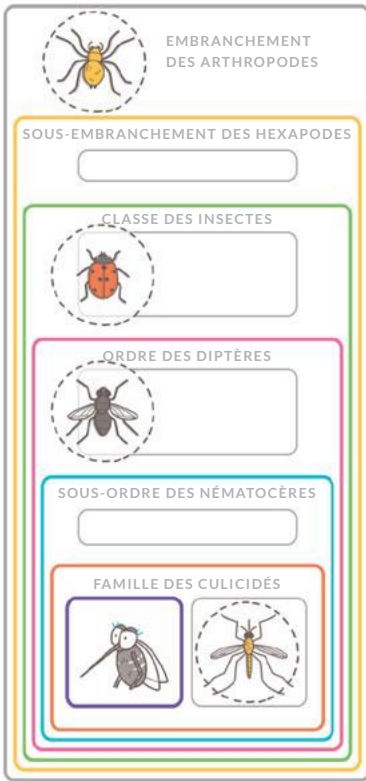 EMBRANCHEMENT
DES ARTHROPODES
SOUS-EMBRANCHEMENT DES HEXAPODES
CLASSE DES INSECTES
ORDRE DES DIPTÈRES
SOUS-ORDRE DES NÉMATOCÈRES
FAMILLE DES CULICIDÉS